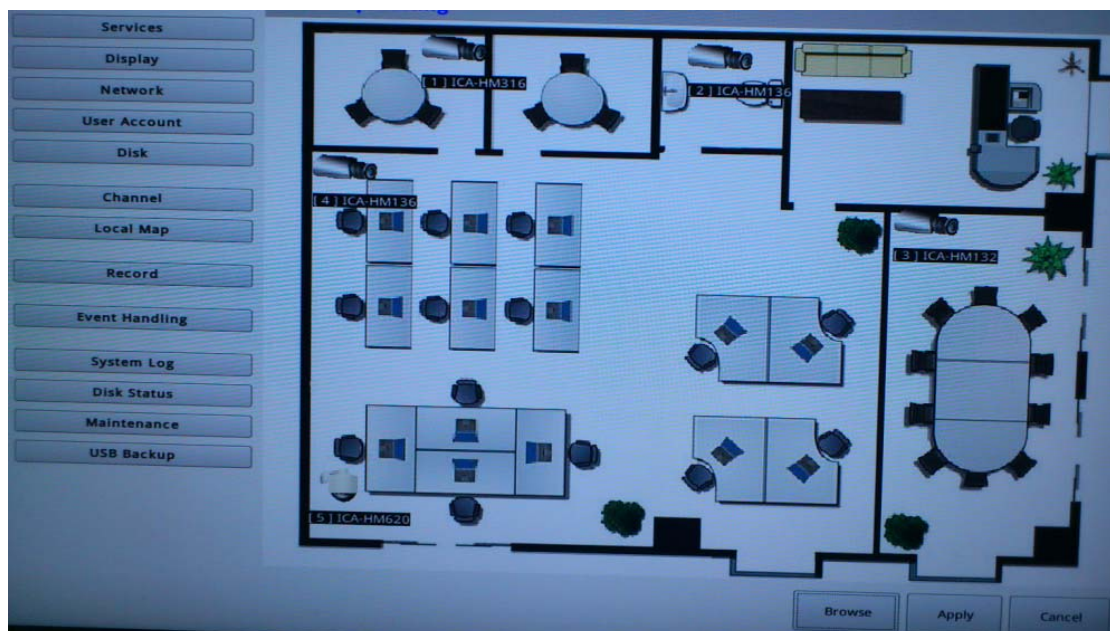 Services
Display
Network
User Account
Disk
Channel
Local Map
Record
Event Handling
System Log
Disk Status
Maintenance
USB Backup
[ 1 ] ICA-HM316
[ 2 ] ICA-HM136
[ 4 ] ICA-HM136
[ 3 ] ICA-HM132
[ 5 ] ICA-HM620
Browse
Apply
Cancel